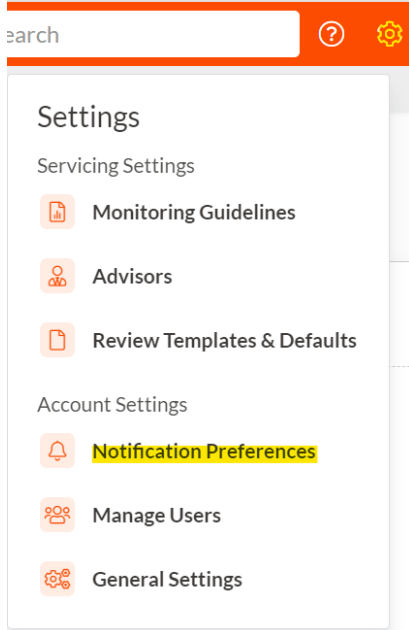 earch
Settings
Servicing Settings
Monitoring Guidelines
Advisors
Review Templates & Defaults
Account Settings
Notification Preferences
Manage Users
General Settings